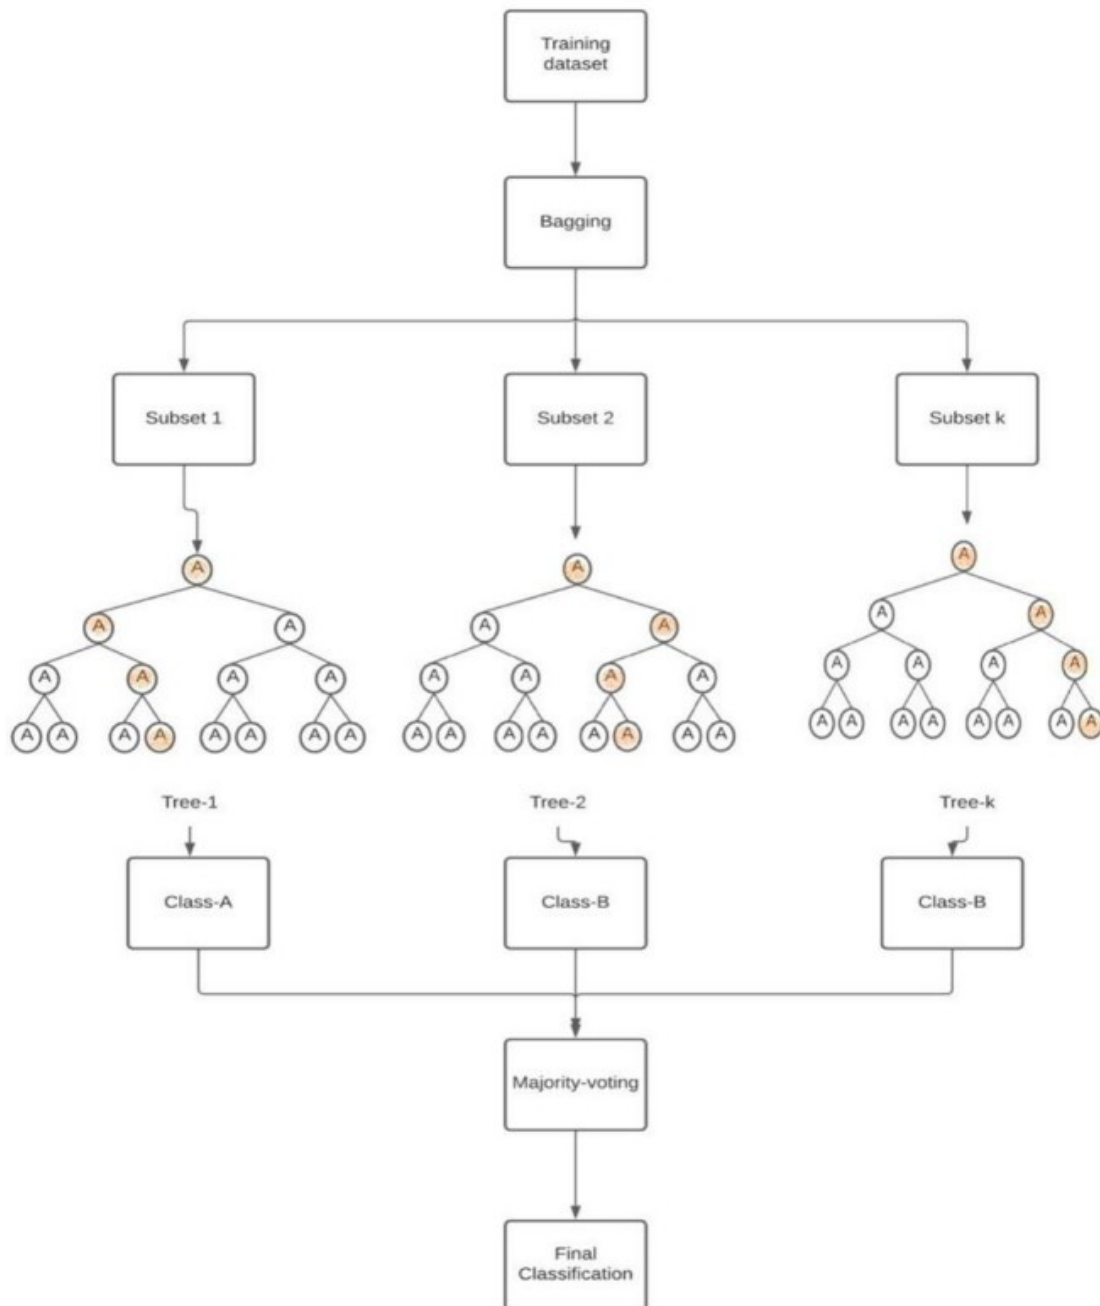 Training
dataset
Bagging
Subset 1
Subset 2
Subset k
A
A
A
A A
A A
A A
A A A A
A A A A
A A A A
A A A A A A A A
A A A A A A A A
A A A A A A A A
Tree-1
Tree-2
Tree-k
Class-A
Class-B
Class-B
Majority-voting
Final
Classification